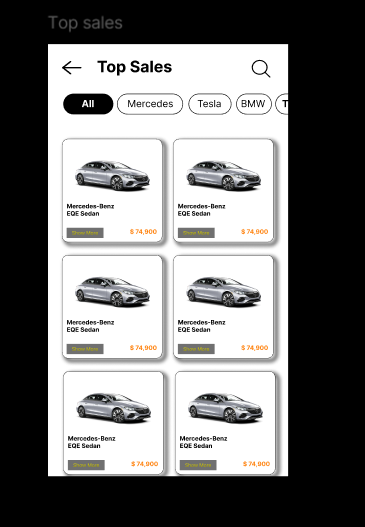 Top sales
Top Sales
All Mercedes Tesla BMW T
Mercedes-Benz Mercedes-Benz
EQE Sedan EQE Sedan
Show More $ 74,900 Show More $ 74,900
Mercedes-Benz Mercedes-Benz
EQE Sedan EQE Sedan
Show More $ 74,900 Show More $ 74,900
Mercedes-Benz Mercedes-Benz
EQE Sedan EQE Sedan
Show More $ 74,900 Show More $ 74,900